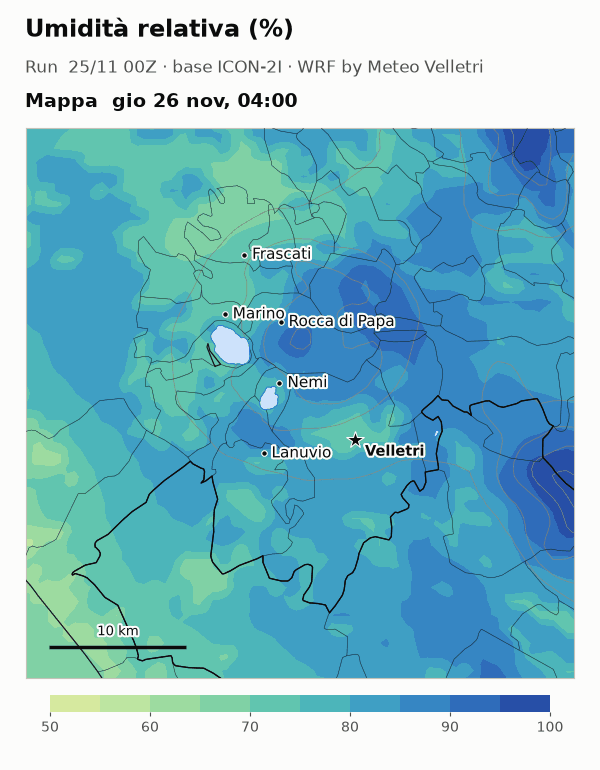 Umidità relativa (%)
Run  25/11 00Z · base ICON-2I · WRF by Meteo Velletri
Mappa  gio 26 nov, 04:00
Frascati
Marino
Rocca di Papa
Nemi
Velletri
Lanuvio
10 km
50 60 70 80 90 100